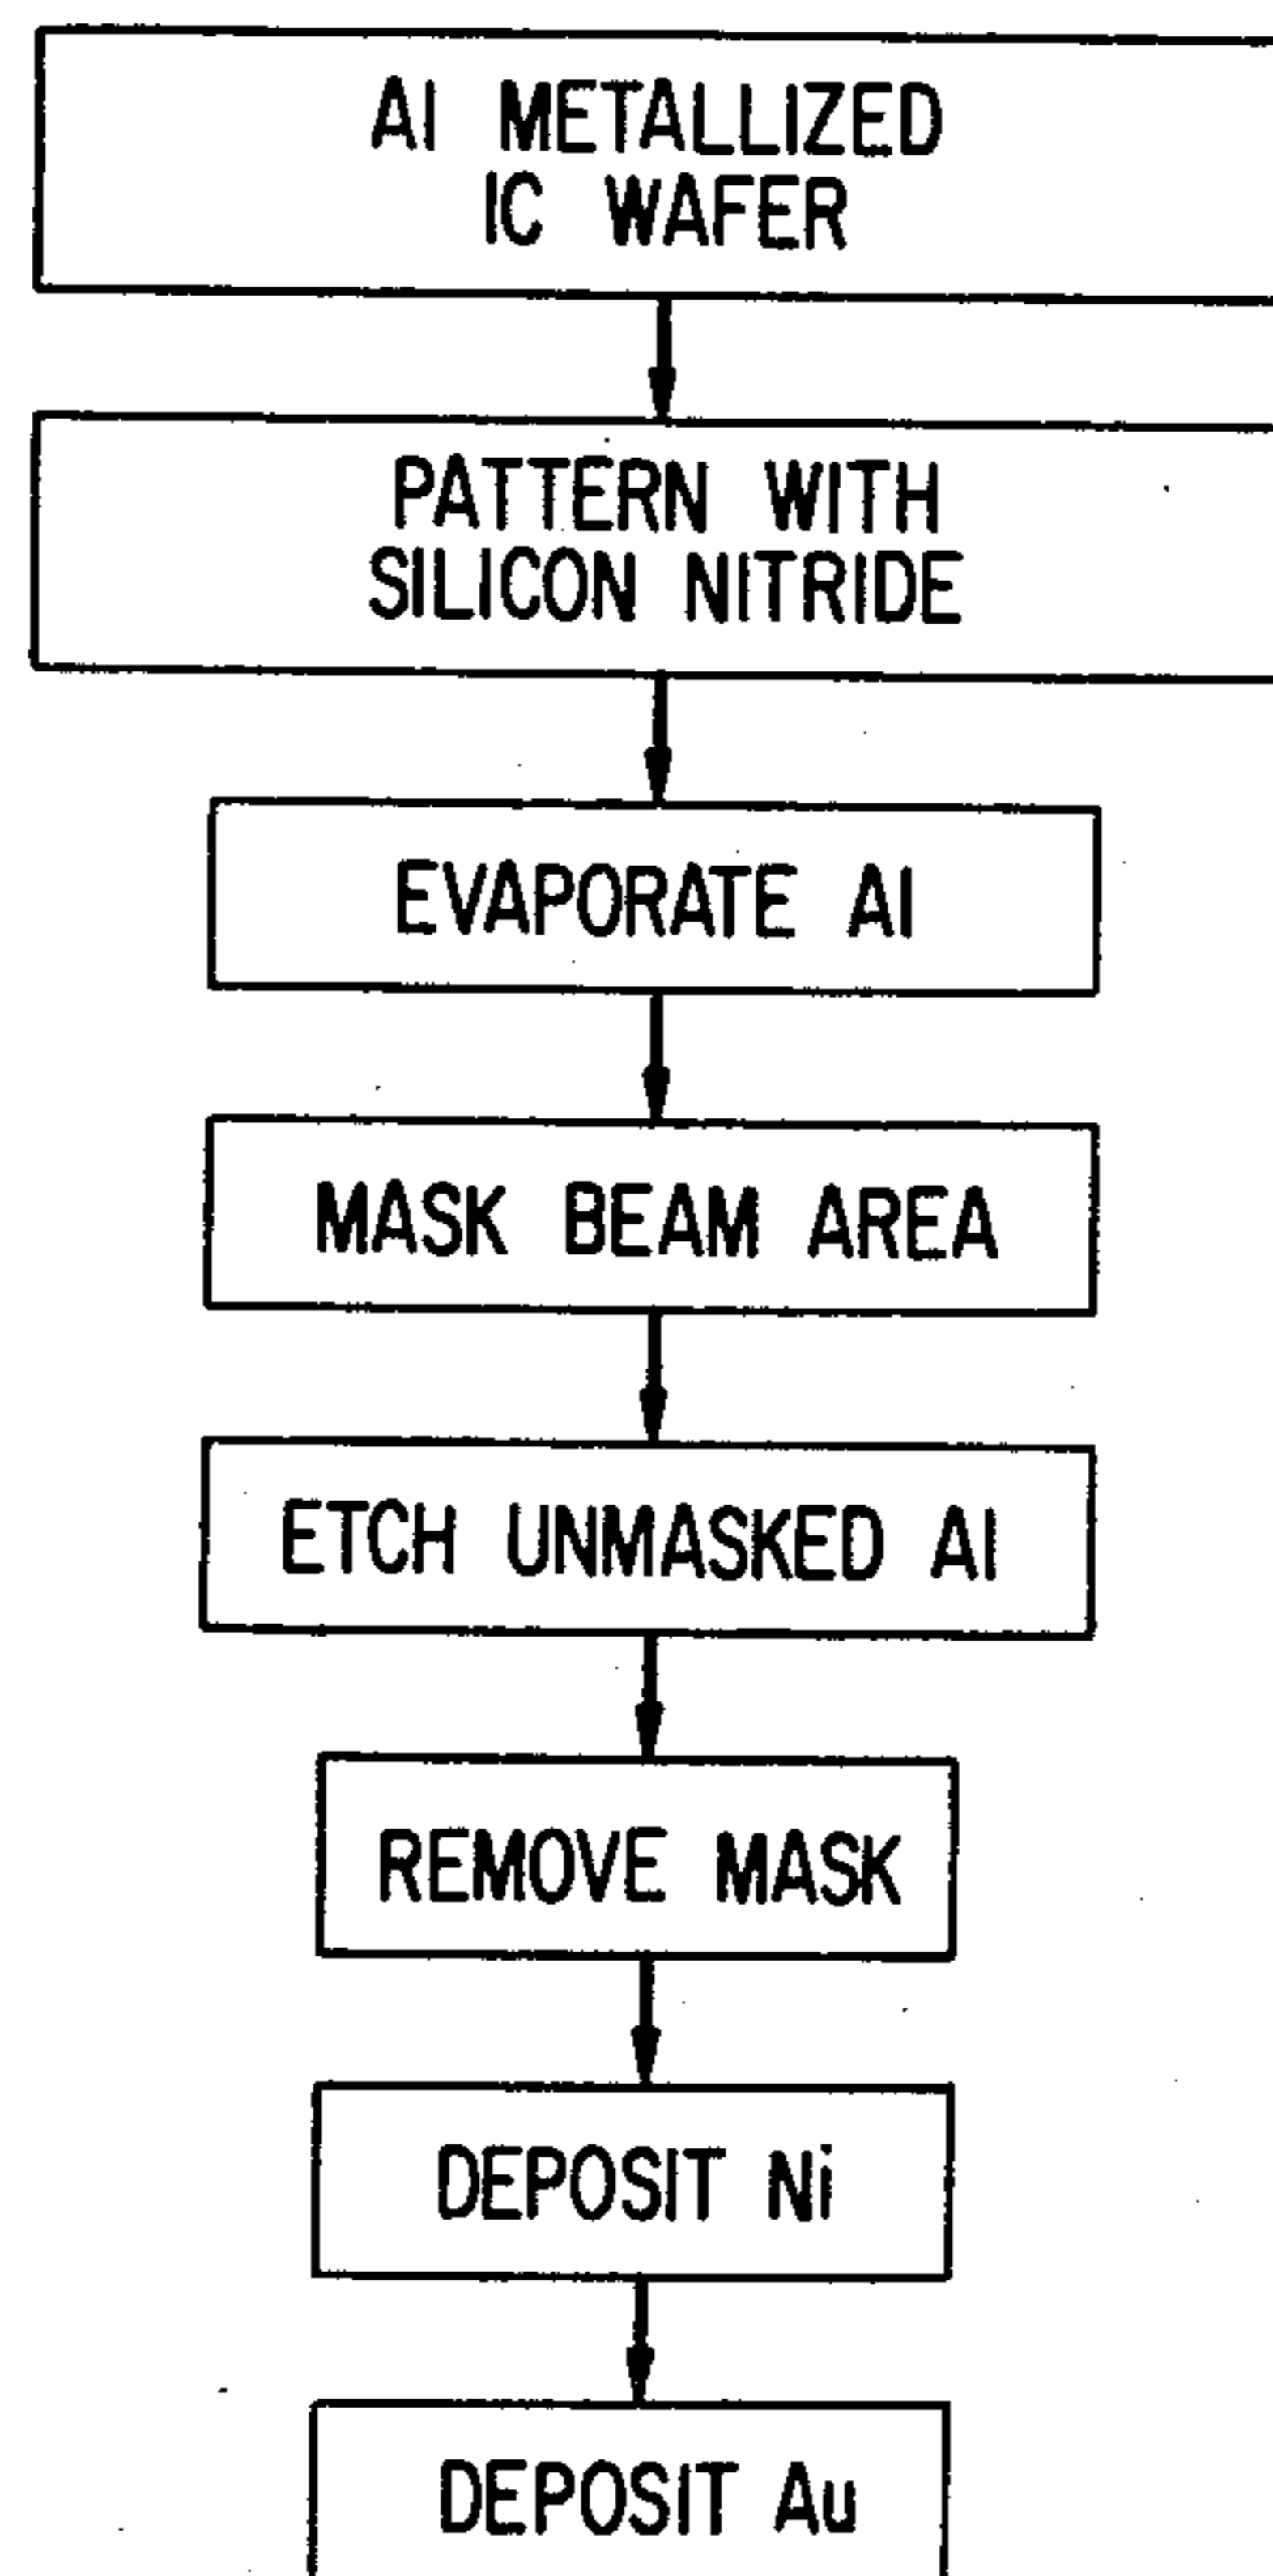 Al METALLIZED
IC WAFER
PATTERN WITH
SILICON NITRIDE
EVAPORATE Al
MASK BEAM AREA
ETCH UNMASKED Al
REMOVE MASK
DEPOSIT Ni
DEPOSIT Au